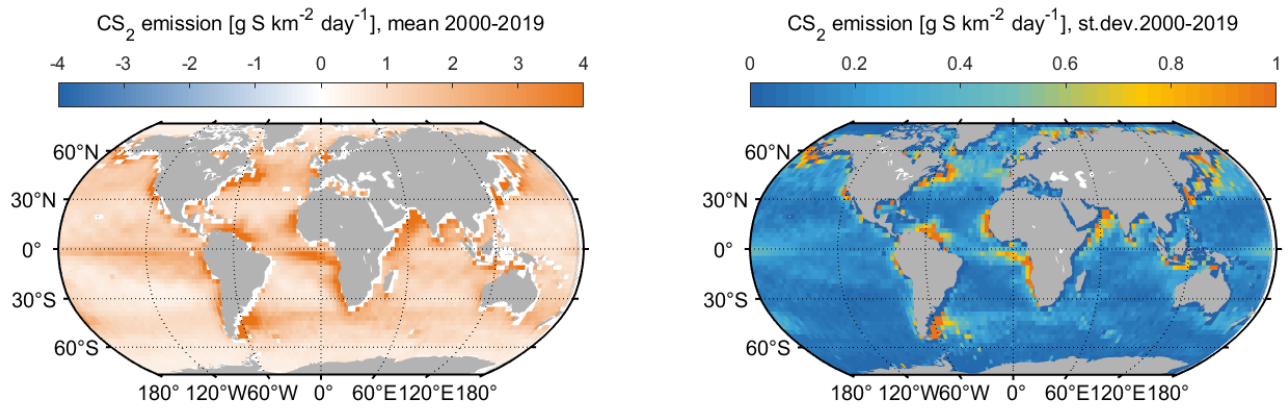 CS2 emission [g S km-2 day-1], mean 2000-2019
-4 -3 -2 -1 0 1 2 3 4
60°N
30°N
0°
30°S
60°S
180° 120°W60°W 0° 60°E120°E180°
CS2 emission [g S km-2 day-1], st.dev.2000-2019
0 0.2 0.4 0.6 0.8 1
60°N
30°N
0°
30°S
60°S
180° 120°W60°W 0° 60°E120°E180°